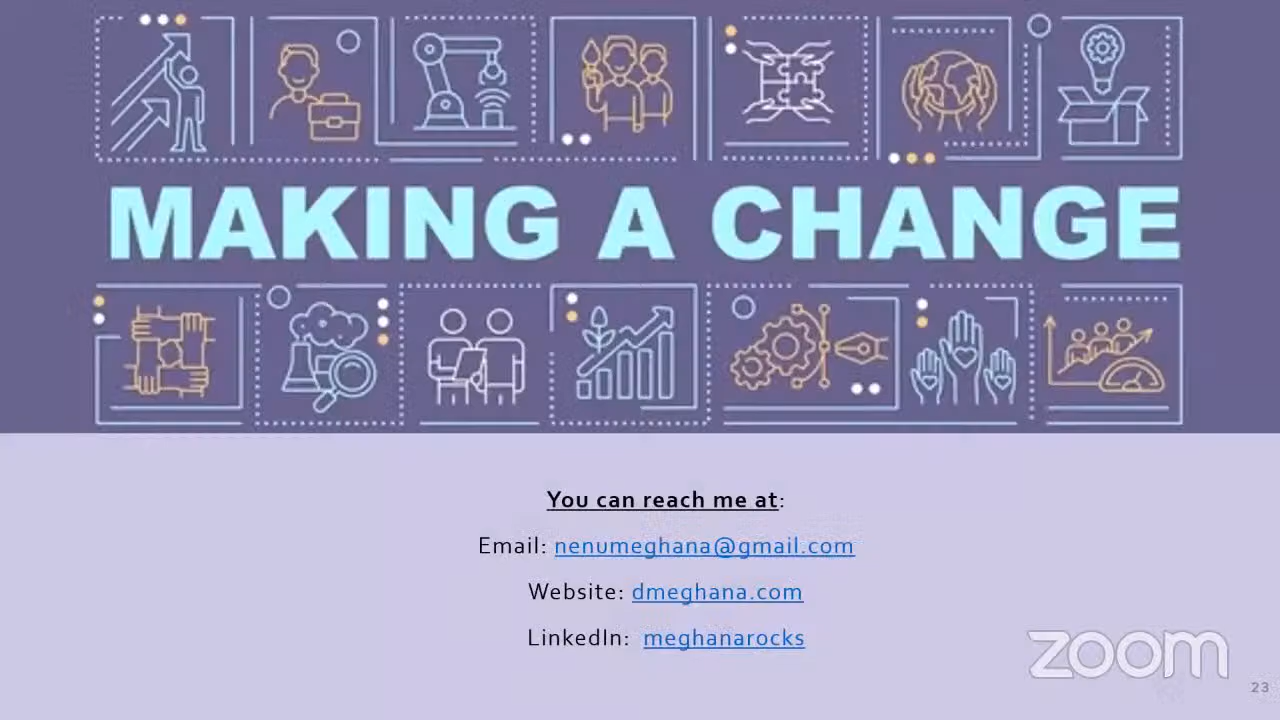 MAKING A CHANGE
You can reach me at:
Email: nenumeghana@gmail.com
Website: dmeghana.com
LinkedIn: meghanarocks
zoom
23